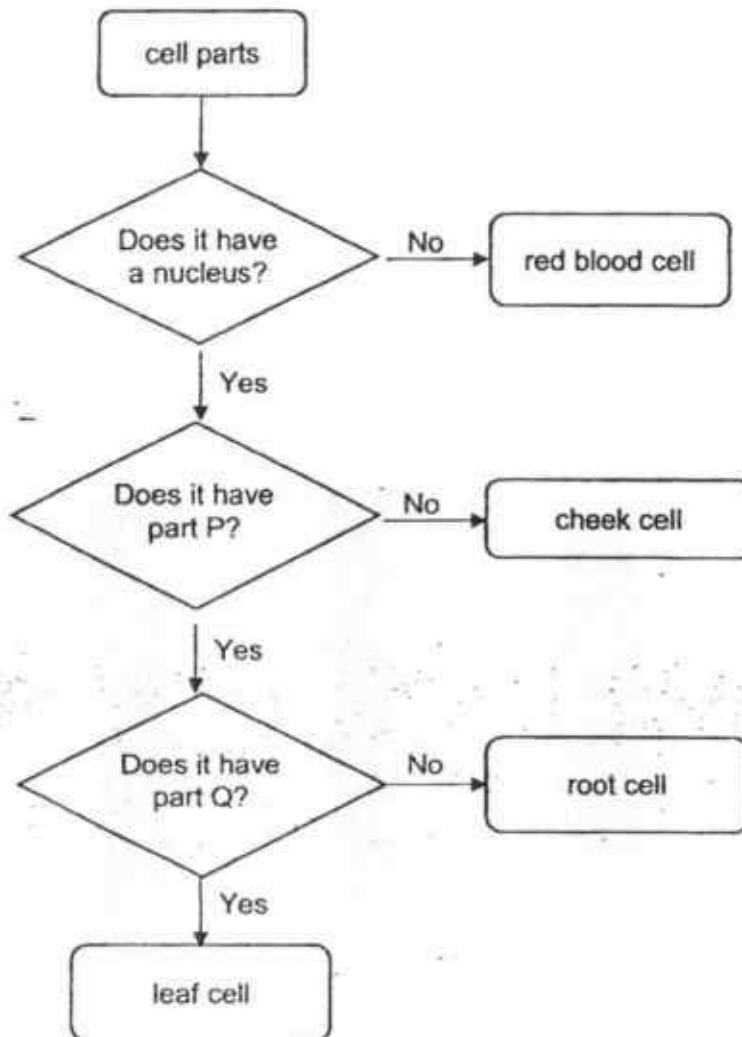 cell parts
Does it have
a nucleus?
No
red blood cell
Yes
Does it have
part P?
No
cheek cell
Yes
Does it have
part Q?
No
root cell
Yes
leaf cell